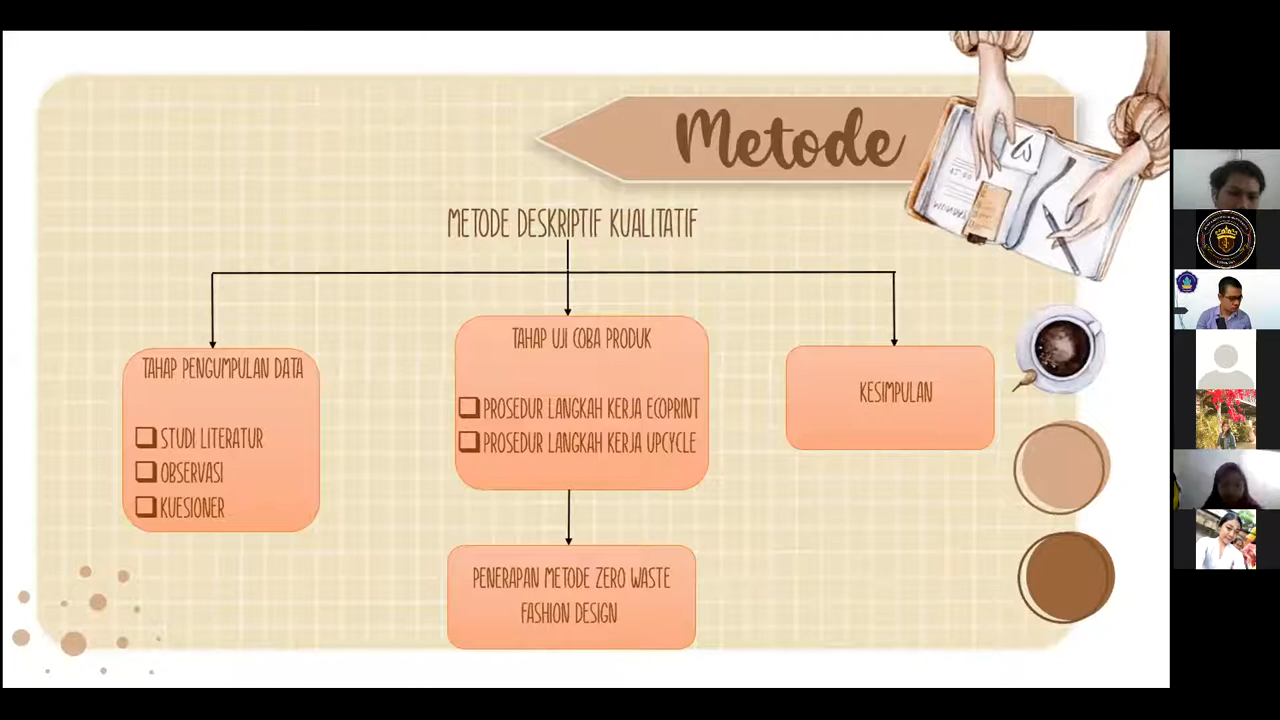 Metode
METODE DESKRIPTIF KUALITATIF
TAHAP PENGUMPULAN DATA
STUDI LITERATUR
OBSERVASI
KUESIONER
TAHAP UJI COBA PRODUK
PROSEDUR LANGKAH KERJA ECOPRINT
PROSEDUR LANGKAH KERJA UPCYCLE
PENERAPAN METODE ZERO WASTE
FASHION DESIGN
KESIMPULAN